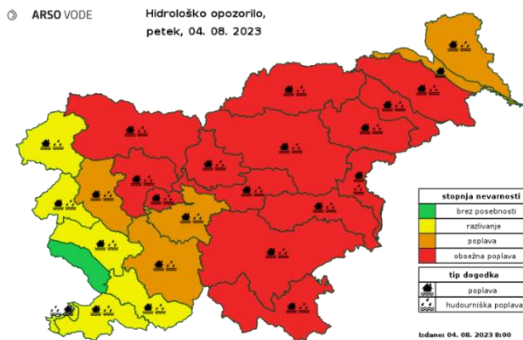 ARSO VODE
Hidrološko opozorilo,
petek, 04. 08. 2023
stopnja nevarnosti
brez posebnosti
razlivanje
poplava
obsežna poplava
tip dogodka
poplava
hudourniška poplava
Izdano: 04. 08. 2023 8:00